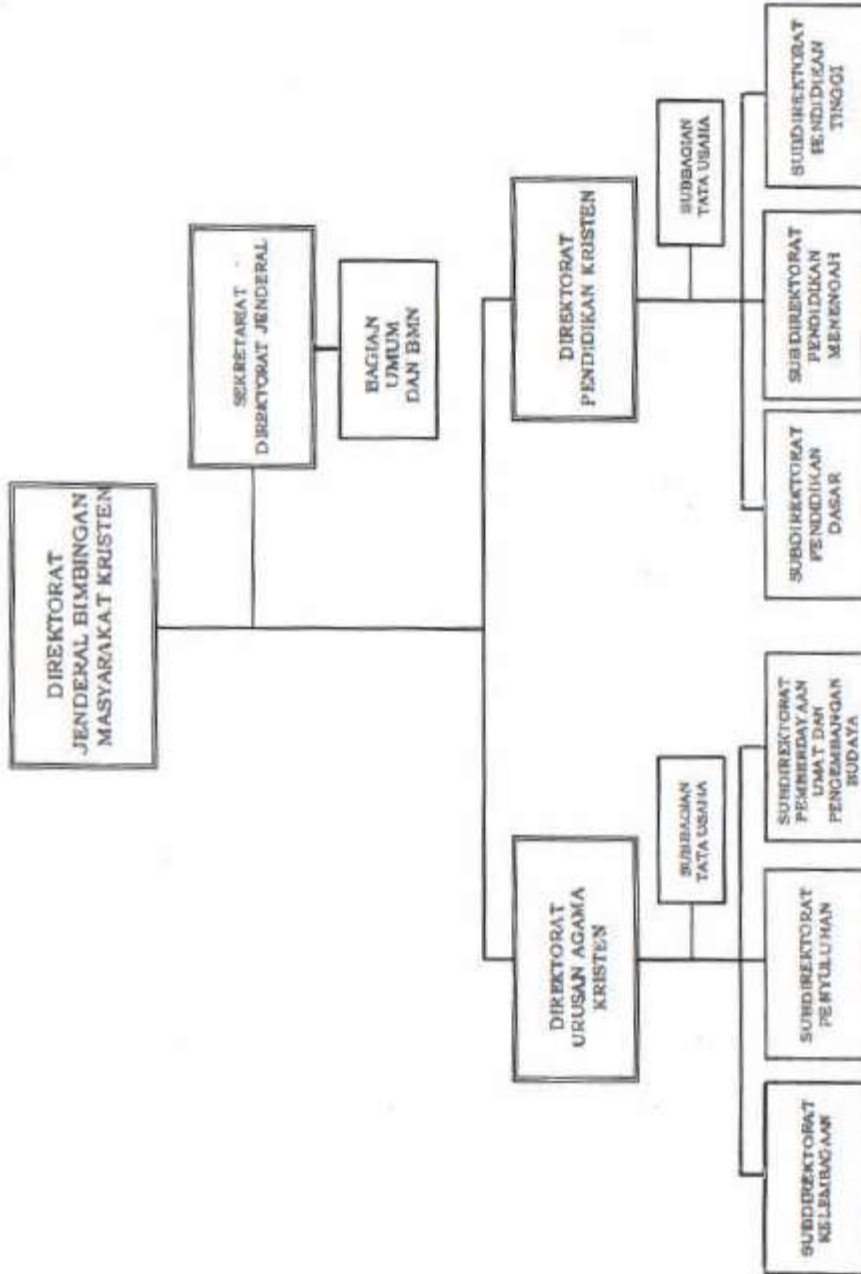 DIREKTORAT
JENDERAL BIMBINGAN
MASYARAKAT KRISTEN
SEKRETARIAT
DIREKTORAT JENDERAL
BAGIAN
UMUM
DAN BMN
DIREKTORAT
URUSAN AGAMA
KRISTEN
DIREKTORAT
PENDIDIKAN KRISTEN
SUBBAGIAN
TATA USAHA
SUBBAGIAN
TATA USAHA
SUBDIREKTORAT
KELEMBAGAAN
SUBDIREKTORAT
PENYULUHAN
SUBDIREKTORAT
PEMBERDAYAAN
UMAT DAN
PENGEMBANGAN
BUDAYA
SUBDIREKTORAT
PENDIDIKAN
DASAR
SUBDIREKTORAT
PENDIDIKAN
MENENGAH
SUBDIREKTORAT
PENDIDIKAN
TINGGI